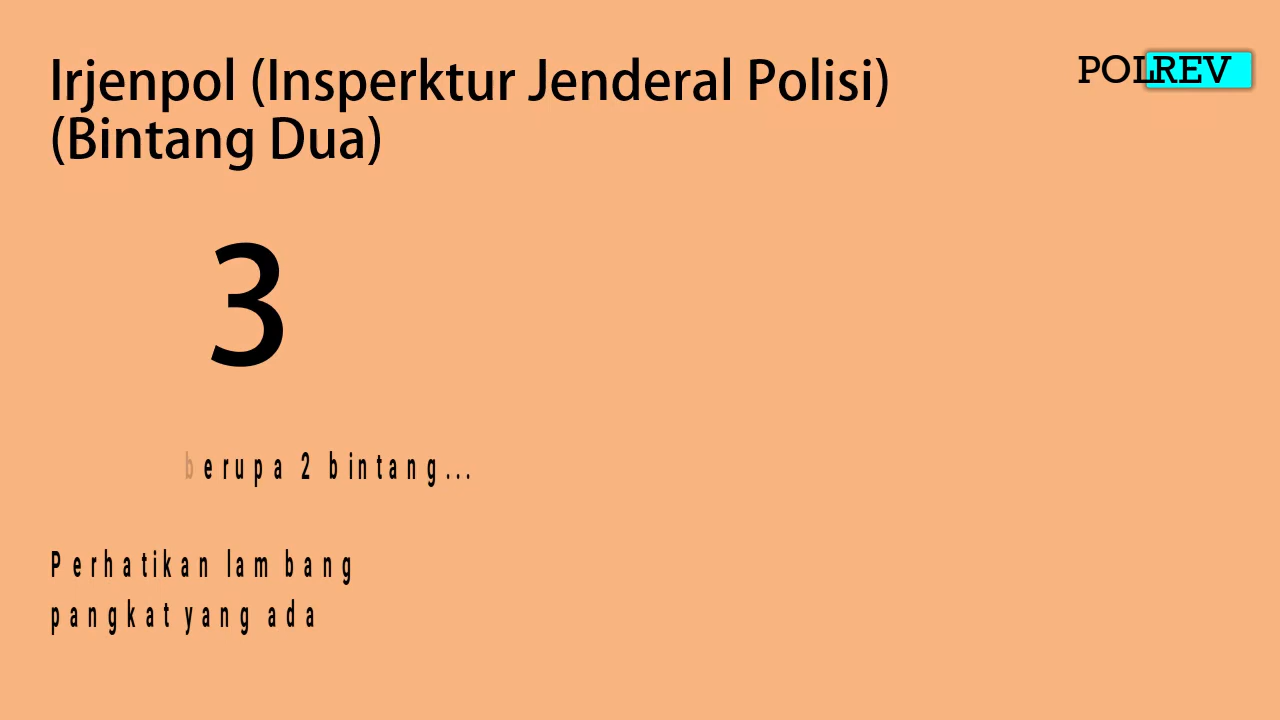 Irjenpol (Insperktur Jenderal Polisi)
(Bintang Dua)
POLREV
3
berupa 2 bintang...
Perhatikan lambang
pangkat yang ada